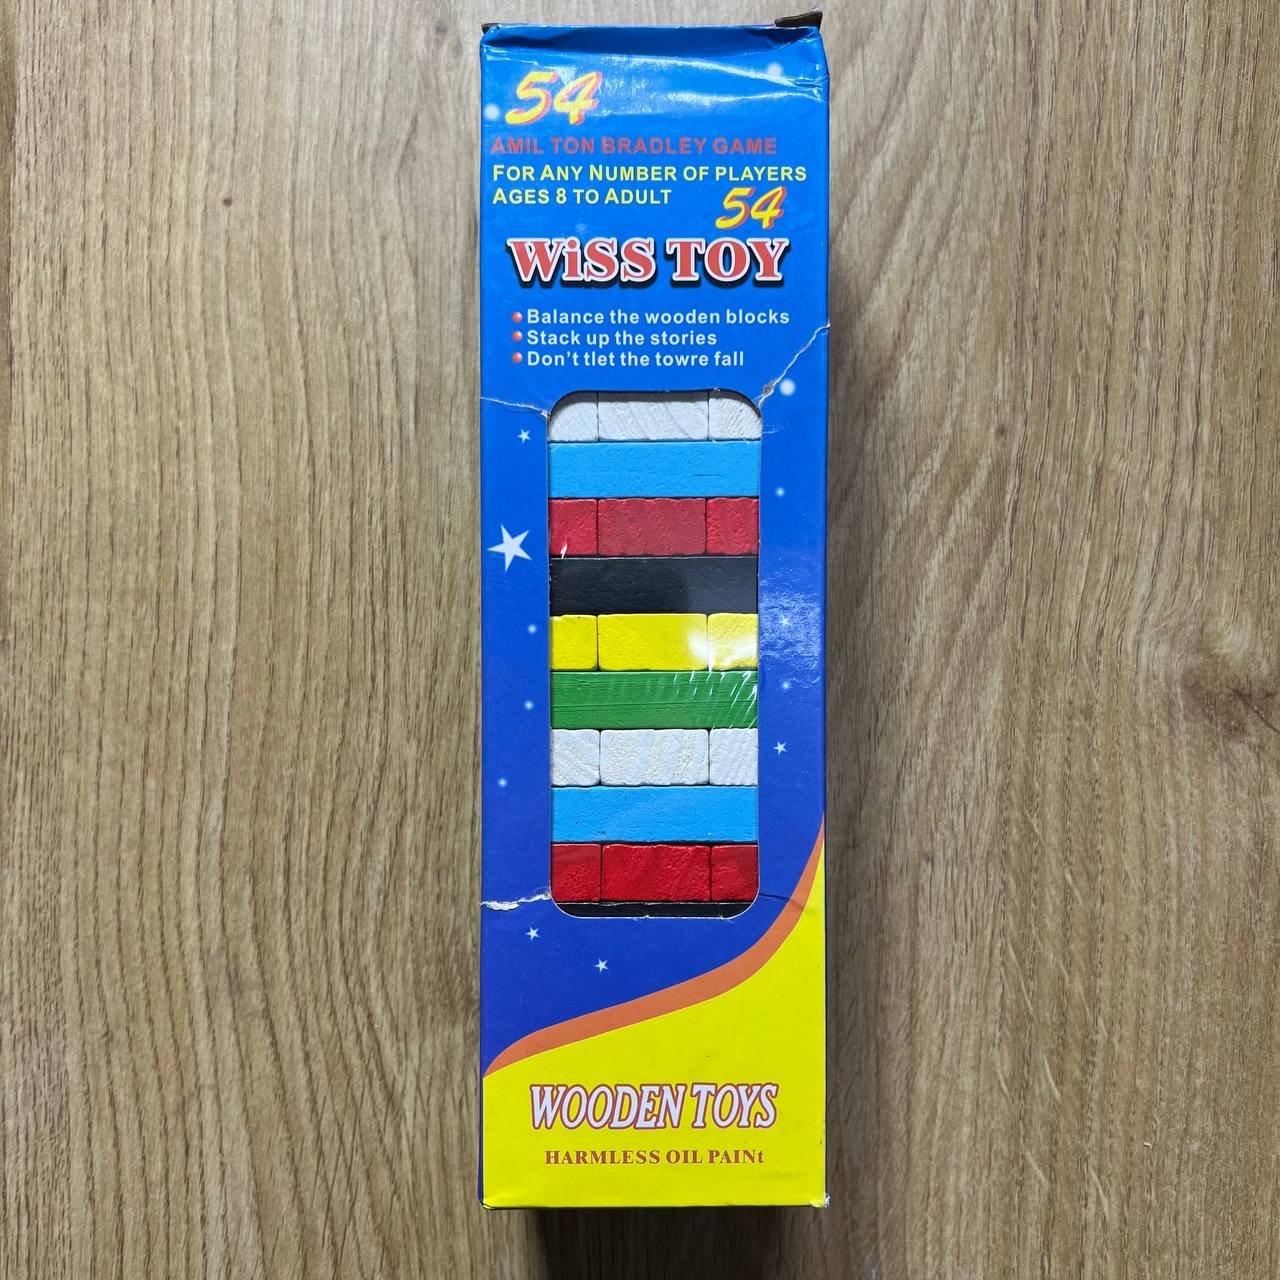 54
AMIL TON BRADLEY GAME
FOR ANY NUMBER OF PLAYERS
AGES 8 TO ADULT
54
WiSS TOY
Balance the wooden blocks
Stack up the stories
Don't tlet the towre fall
WOODEN TOYS
HARMLESS OIL PAINt